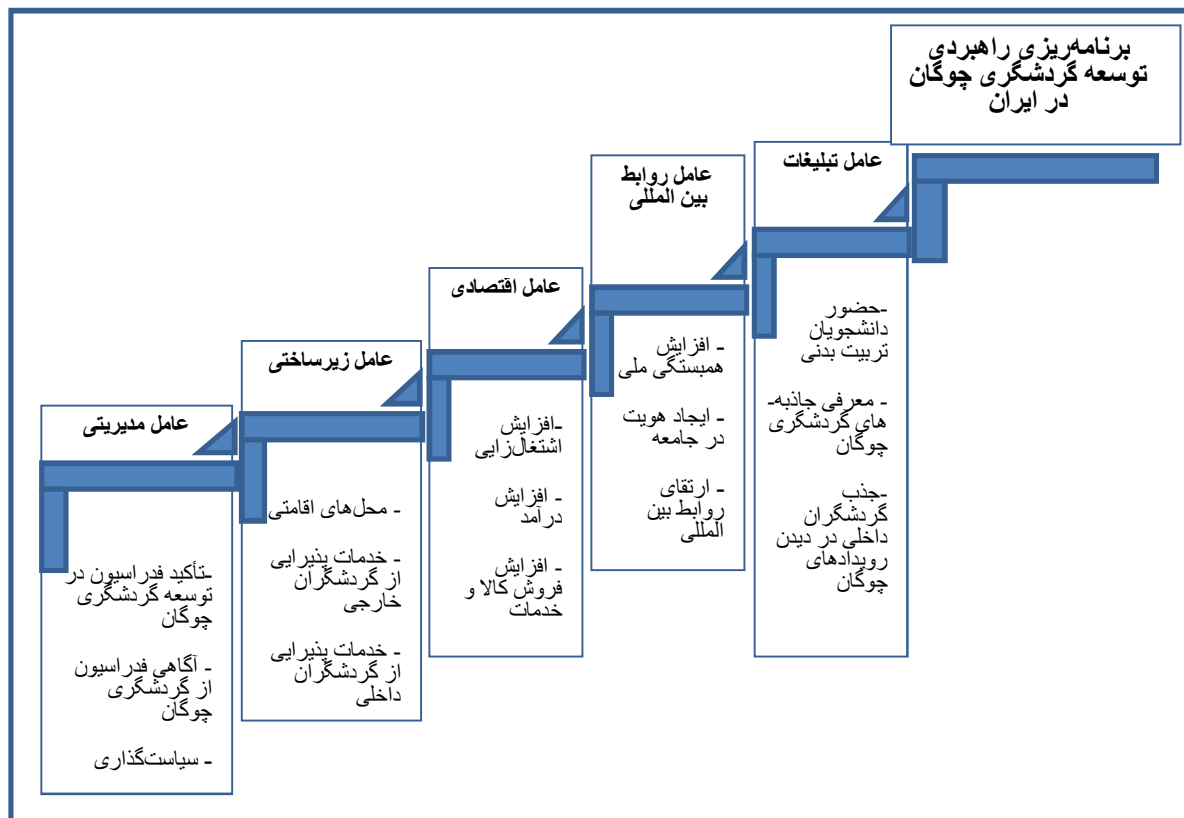 برنامه‌ریزی راهبردی
توسعه گردشگری چوگان
در ایران
عامل تبلیغات
-حضور
دانشجویان
تربیت بدنی
- معرفی جاذبه-
های گردشگری
چوگان
-جذب
گردشگران
داخلی در دیدن
رویدادهای
چوگان
عامل روابط
بین المللی
- افزایش
همبستگی ملی
- ایجاد هویت
در جامعه
- ارتقای
روابط بین
المللی
عامل اقتصادی
-افزایش
اشتغال‌زایی
- افزایش
درآمد
- افزایش
فروش کالا و
خدمات
عامل زیرساختی
- محل‌های اقامتی
- خدمات پذیرایی
از گردشگران
خارجی
- خدمات پذیرایی
از گردشگران
داخلی
عامل مدیریتی
-تأکید فدراسیون در
توسعه گردشگری
چوگان
- آگاهی فدراسیون
از گردشگری
چوگان
- سیاست‌گذاری